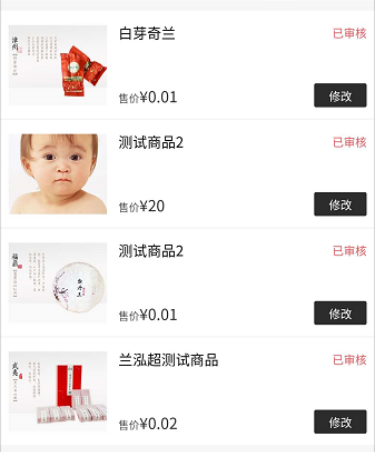 白芽奇兰
已审核
售价¥0.01
修改
测试商品2
已审核
售价¥20
修改
测试商品2
已审核
售价¥0.01
修改
兰泓超测试商品
已审核
售价¥0.02
修改